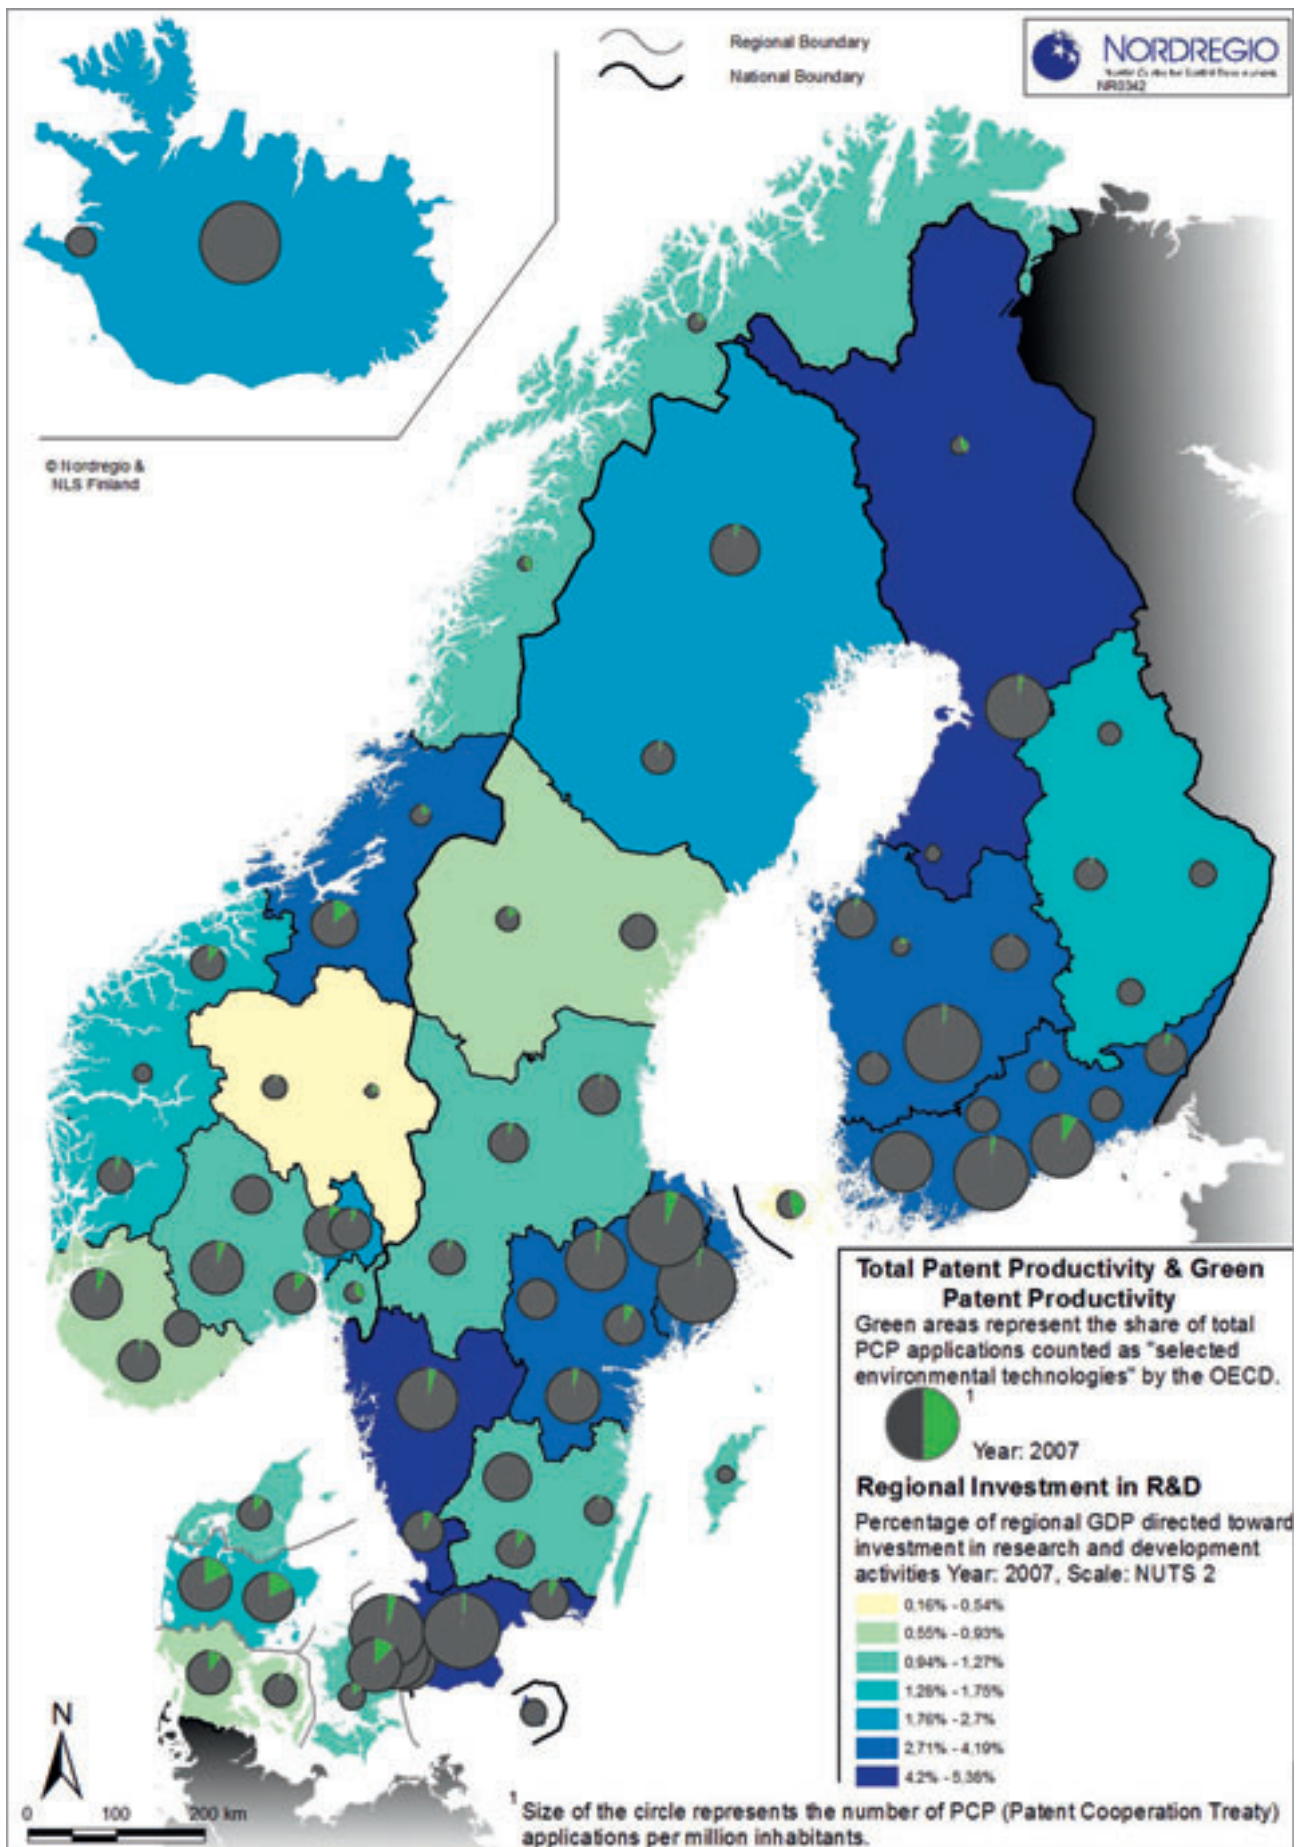 Regional Boundary
National Boundary
NORDREGIO
Nordic Centre for Spatial Development
NR0342
© Nordregio &
NLS Finland
Total Patent Productivity & Green
Patent Productivity
Green areas represent the share of total
PCP applications counted as "selected
environmental technologies" by the OECD.
1
Year: 2007
Regional Investment in R&D
Percentage of regional GDP directed toward
investment in research and development
activities Year: 2007, Scale: NUTS 2
0,16% - 0,54%
0,55% - 0,93%
0,94% - 1,27%
1,28% - 1,75%
1,76% - 2,7%
2,71% - 4,19%
4,2% - 5,36%
N
0 100 200 km
1 Size of the circle represents the number of PCP (Patent Cooperation Treaty)
applications per million inhabitants.